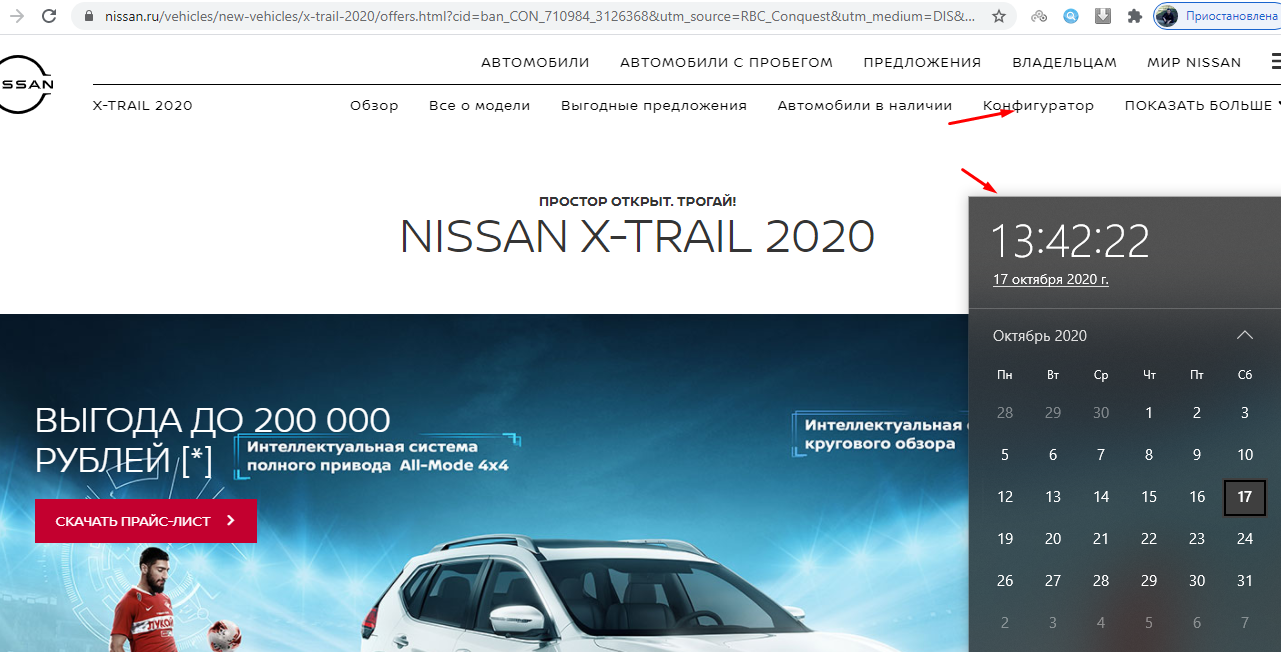 nissan.ru/vehicles/new-vehicles/x-trail-2020/offers.html?cid=ban_CON_710984_3126368&utm_source=RBC_Conquest&utm_medium=DIS&...
Приостановлена
АВТОМОБИЛИ АВТОМОБИЛИ С ПРОБЕГОМ ПРЕДЛОЖЕНИЯ ВЛАДЕЛЬЦАМ МИР NISSAN
ISSAN
X-TRAIL 2020 Обзор Все о модели Выгодные предложения Автомобили в наличии Конфигуратор ПОКАЗАТЬ БОЛЬШЕ
ПРОСТОР ОТКРЫТ. ТРОГАЙ!
NISSAN X-TRAIL 2020
13:42:22
17 октября 2020 г.
Октябрь 2020
Пн Вт Ср Чт Пт Сб
28 29 30 1 2 3
5 6 7 8 9 10
12 13 14 15 16 17
19 20 21 22 23 24
26 27 28 29 30 31
2 3 4 5 6 7
ВЫГОДА ДО 200 000
РУБЛЕЙ [*]
Интеллектуальная система
полного привода All-Mode 4x4
Интеллектуальная
кругового обзора
СКАЧАТЬ ПРАЙС-ЛИСТ
ЛУКОЙЛ